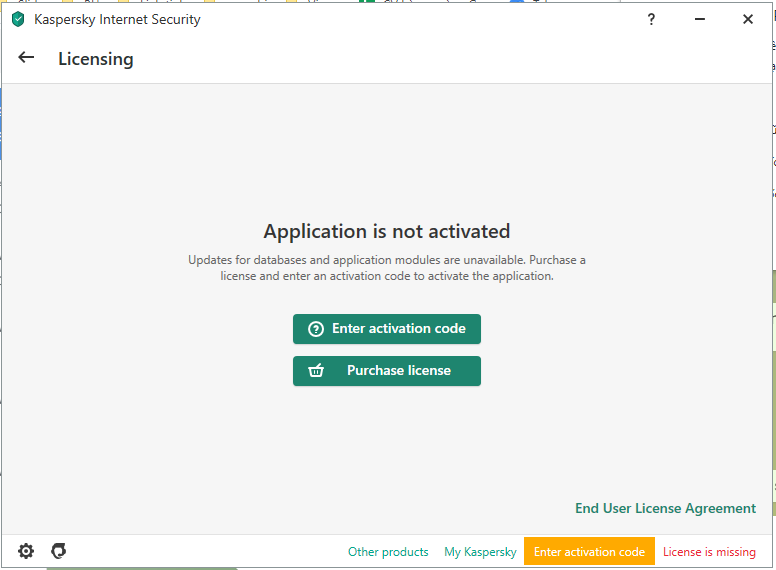 Kaspersky Internet Security
?
Licensing
Application is not activated
Updates for databases and application modules are unavailable. Purchase a
license and enter an activation code to activate the application.
Enter activation code
Purchase license
End User License Agreement
Other products
My Kaspersky
Enter activation code
License is missing